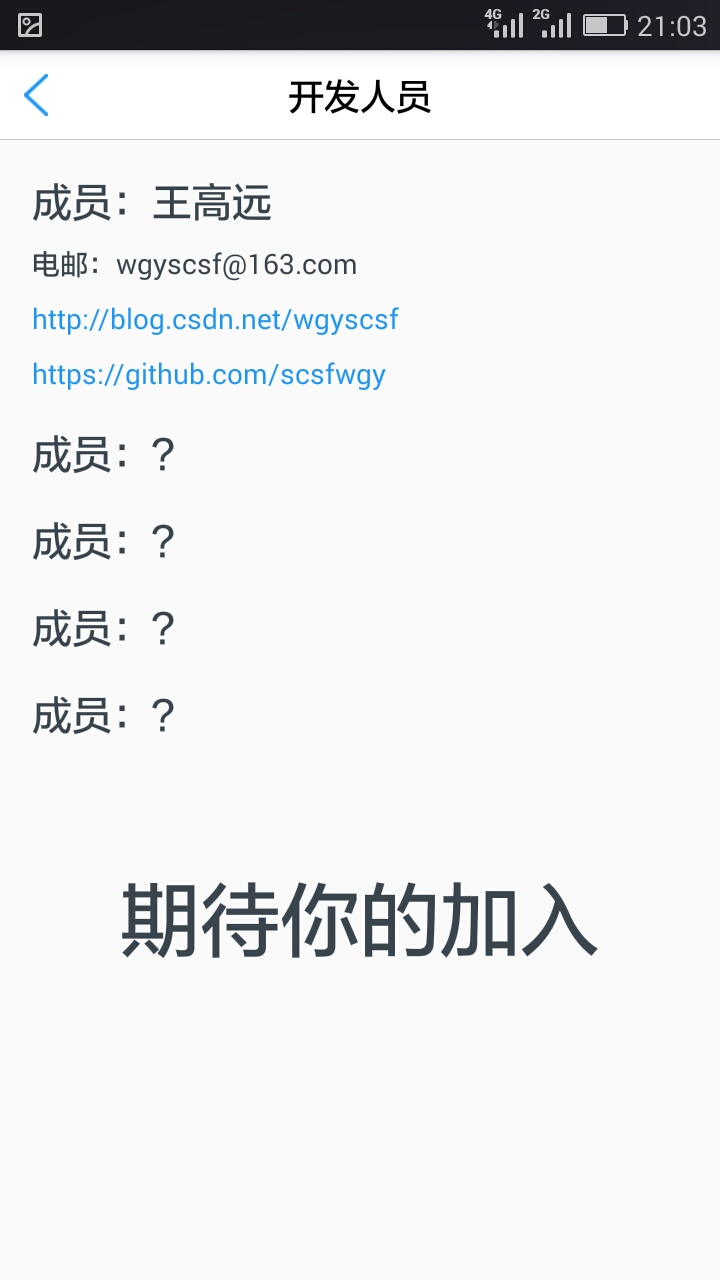 4G 2G 21:03
开发人员
成员：王高远
电邮：wgyscsf@163.com
http://blog.csdn.net/wgyscsf
https://github.com/scsfwgy
成员：？
成员：？
成员：？
成员：？
期待你的加入